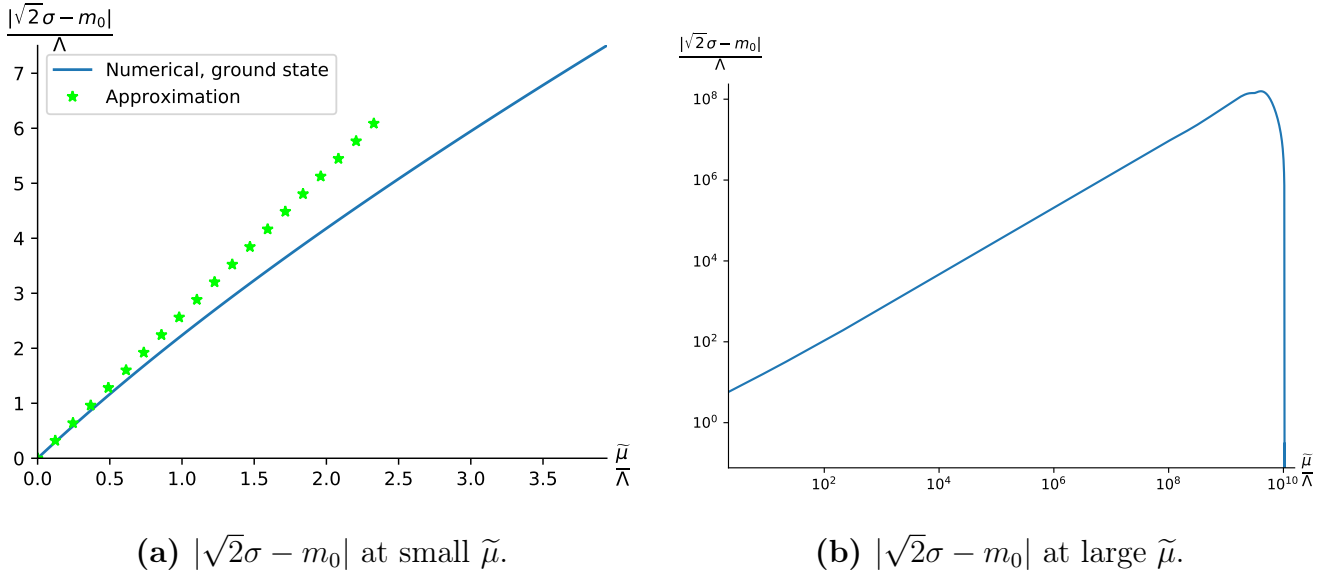 |√2σ − m₀|
Λ
Numerical, ground state
Approximation
7
6
5
4
3
2
1
0
0.0 0.5 1.0 1.5 2.0 2.5 3.0 3.5
μ̃
Λ
(a) |√2σ − m₀| at small μ̃.
|√2σ − m₀|
Λ
10⁸
10⁶
10⁴
10²
10⁰
10² 10⁴ 10⁶ 10⁸ 10¹⁰
μ̃
Λ
(b) |√2σ − m₀| at large μ̃.